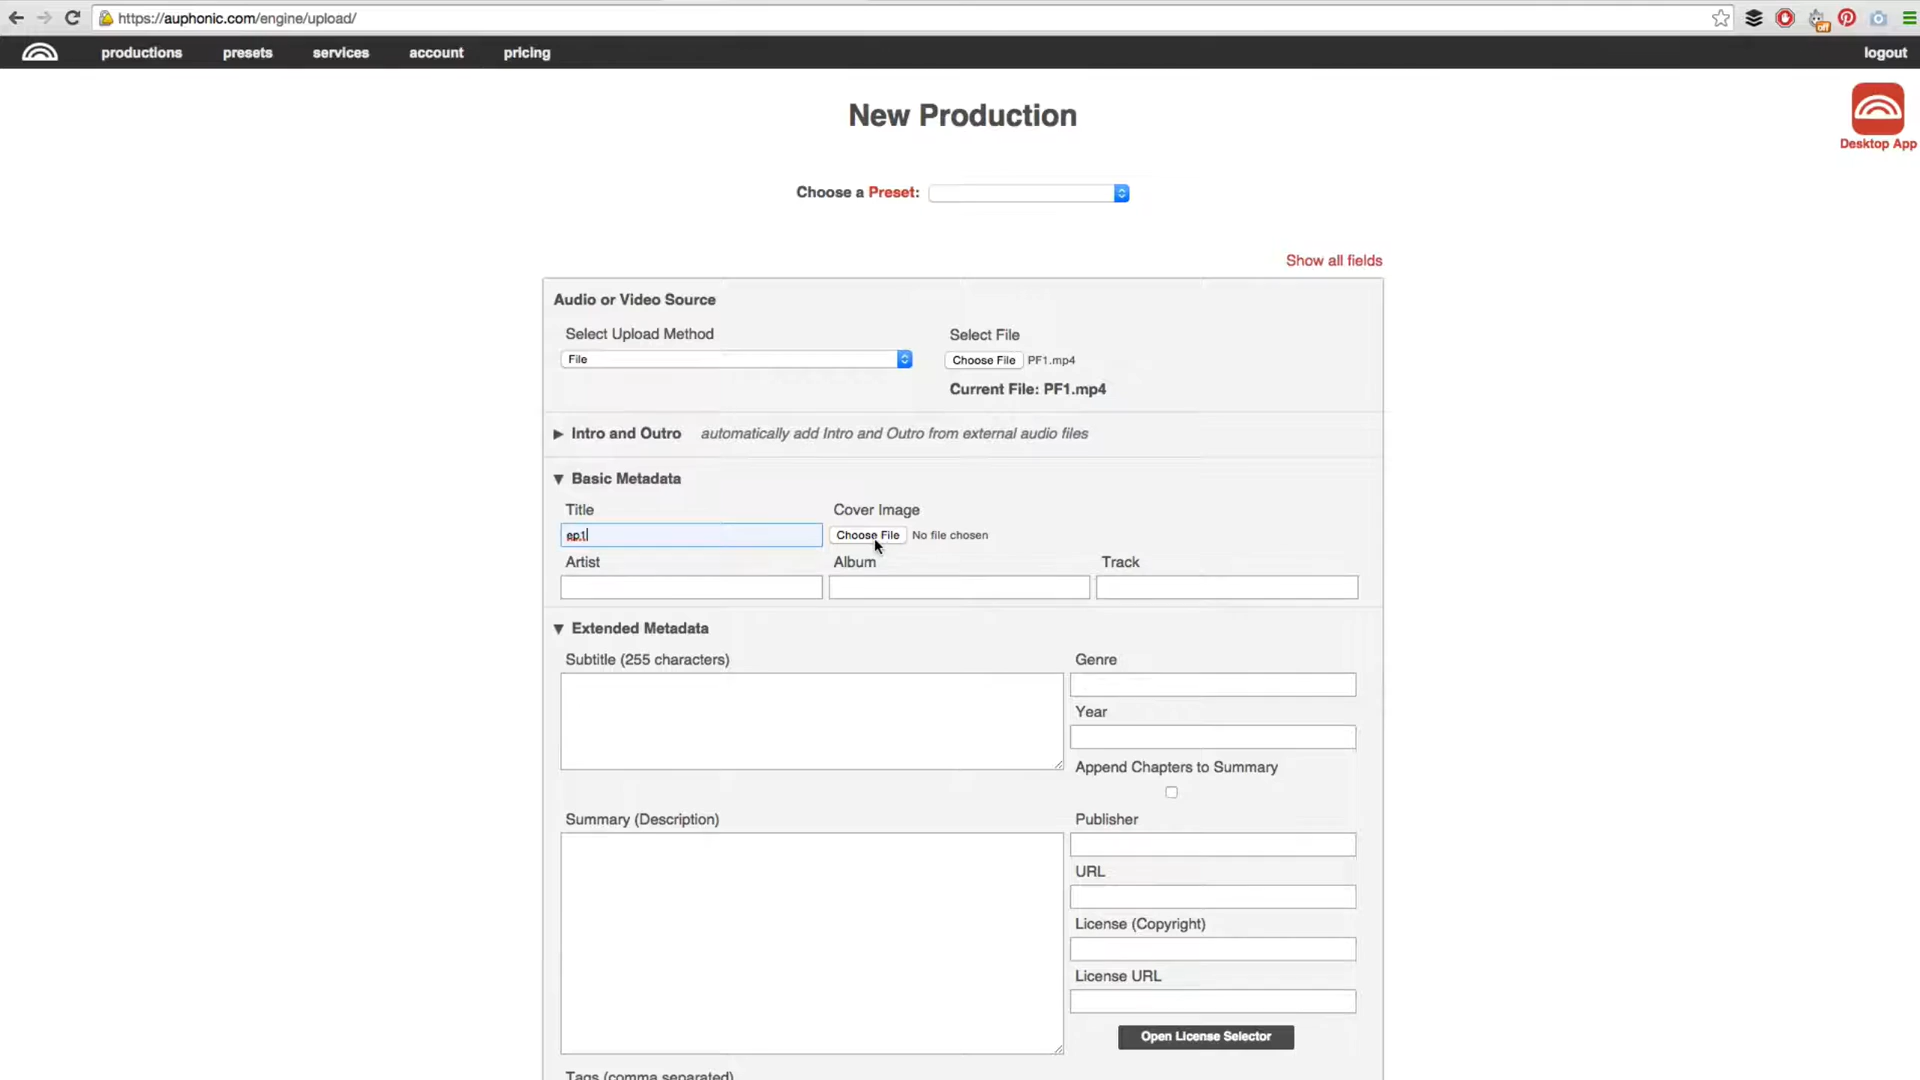 https://auphonic.com/engine/upload/
off
productions presets services account pricing logout
New Production
Desktop App
Choose a Preset:
Show all fields
Audio or Video Source
Select Upload Method Select File
File Choose File PF1.mp4
Current File: PF1.mp4
Intro and Outro automatically add Intro and Outro from external audio files
Basic Metadata
Title Cover Image
ep1 Choose File No file chosen
Artist Album Track
Extended Metadata
Subtitle (255 characters) Genre
Year
Append Chapters to Summary
Summary (Description) Publisher
URL
License (Copyright)
License URL
Open License Selector
Tags (comma separated)